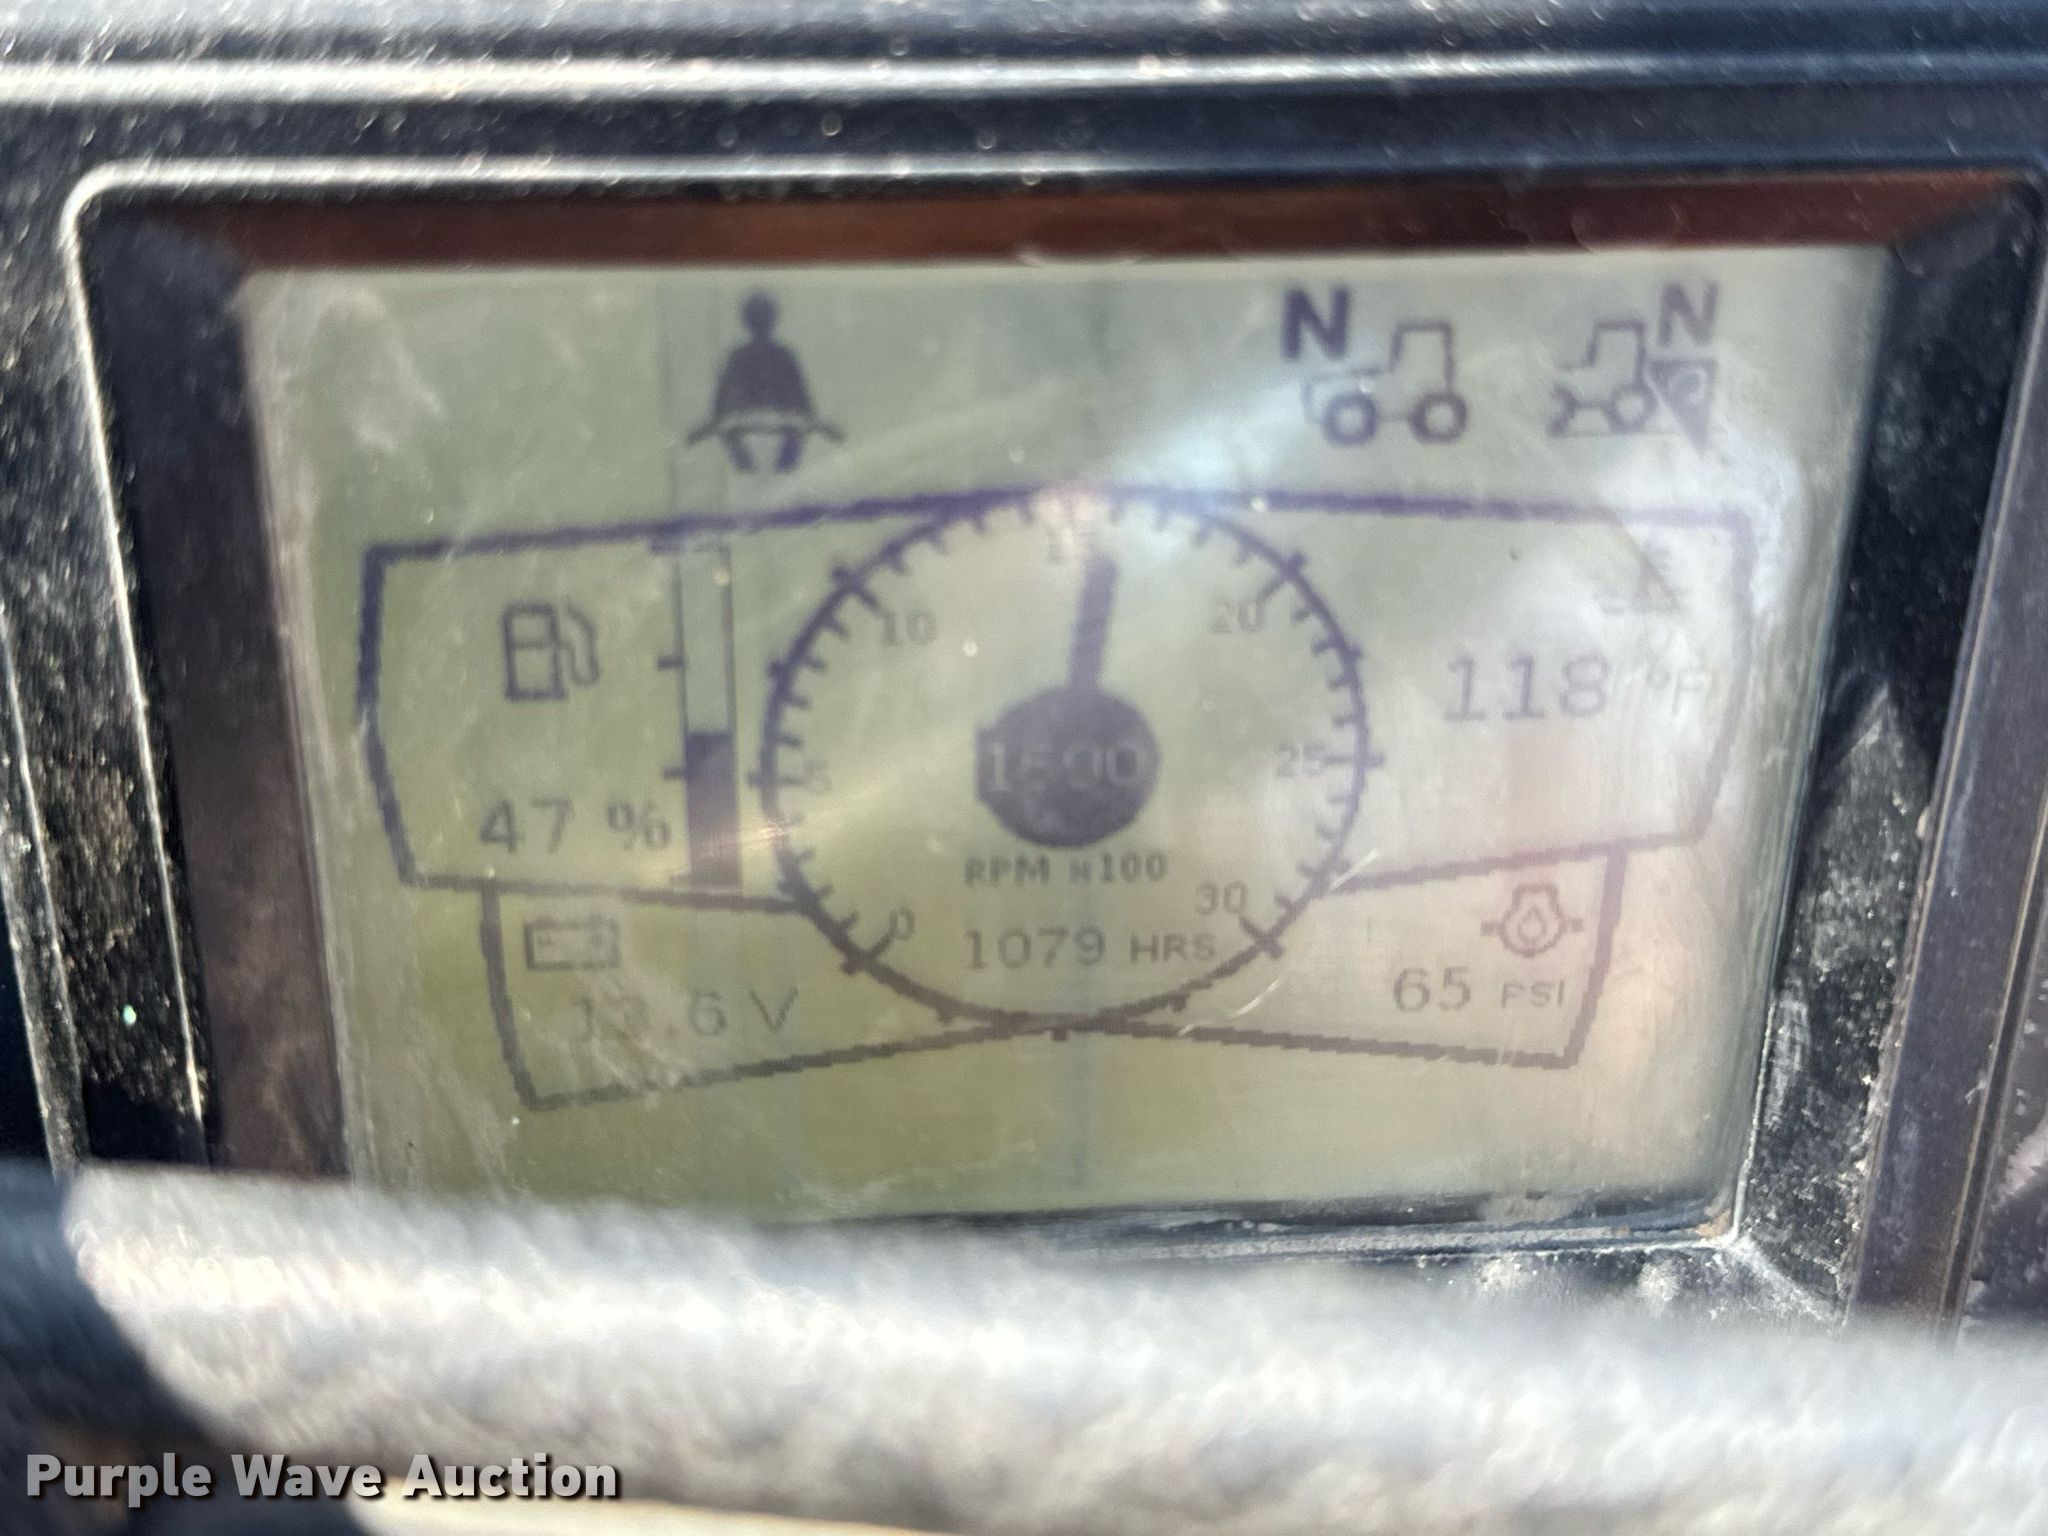 N
N
10
20
118 °F
25
47 %
RPM x100
0
30
1079 HRS
65 PSI
Purple Wave Auction